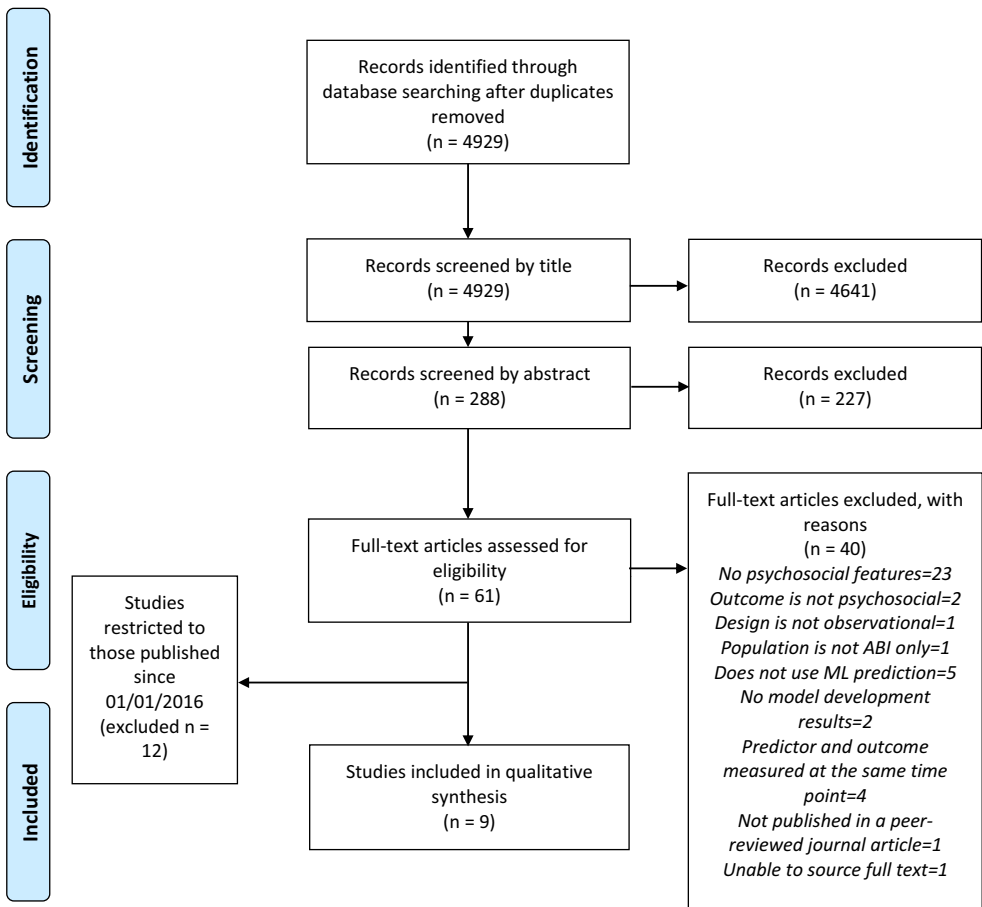 Identification
Records identified through
database searching after duplicates
removed
(n = 4929)
Screening
Records screened by title
(n = 4929)
Records excluded
(n = 4641)
Records screened by abstract
(n = 288)
Records excluded
(n = 227)
Eligibility
Full-text articles assessed for
eligibility
(n = 61)
Full-text articles excluded, with
reasons
(n = 40)
No psychosocial features=23
Outcome is not psychosocial=2
Design is not observational=1
Population is not ABI only=1
Does not use ML prediction=5
No model development
results=2
Predictor and outcome
measured at the same time
point=4
Not published in a peer-
reviewed journal article=1
Unable to source full text=1
Studies
restricted to
those published
since
01/01/2016
(excluded n =
12)
Included
Studies included in qualitative
synthesis
(n = 9)